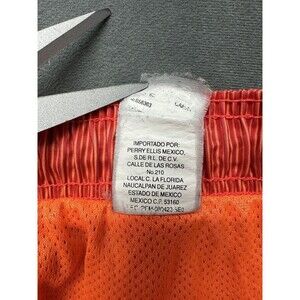 IMPORTADO POR:
PERRY ELLIS MEXICO,
S.DE R.L DE C.V.
CALLE DE LAS ROSAS
No.210
LOCAL C. LA FLORIDA
NAUCALPAN DE JUAREZ
ESTADO DE MEXICO
MEXICO C.F. 53160